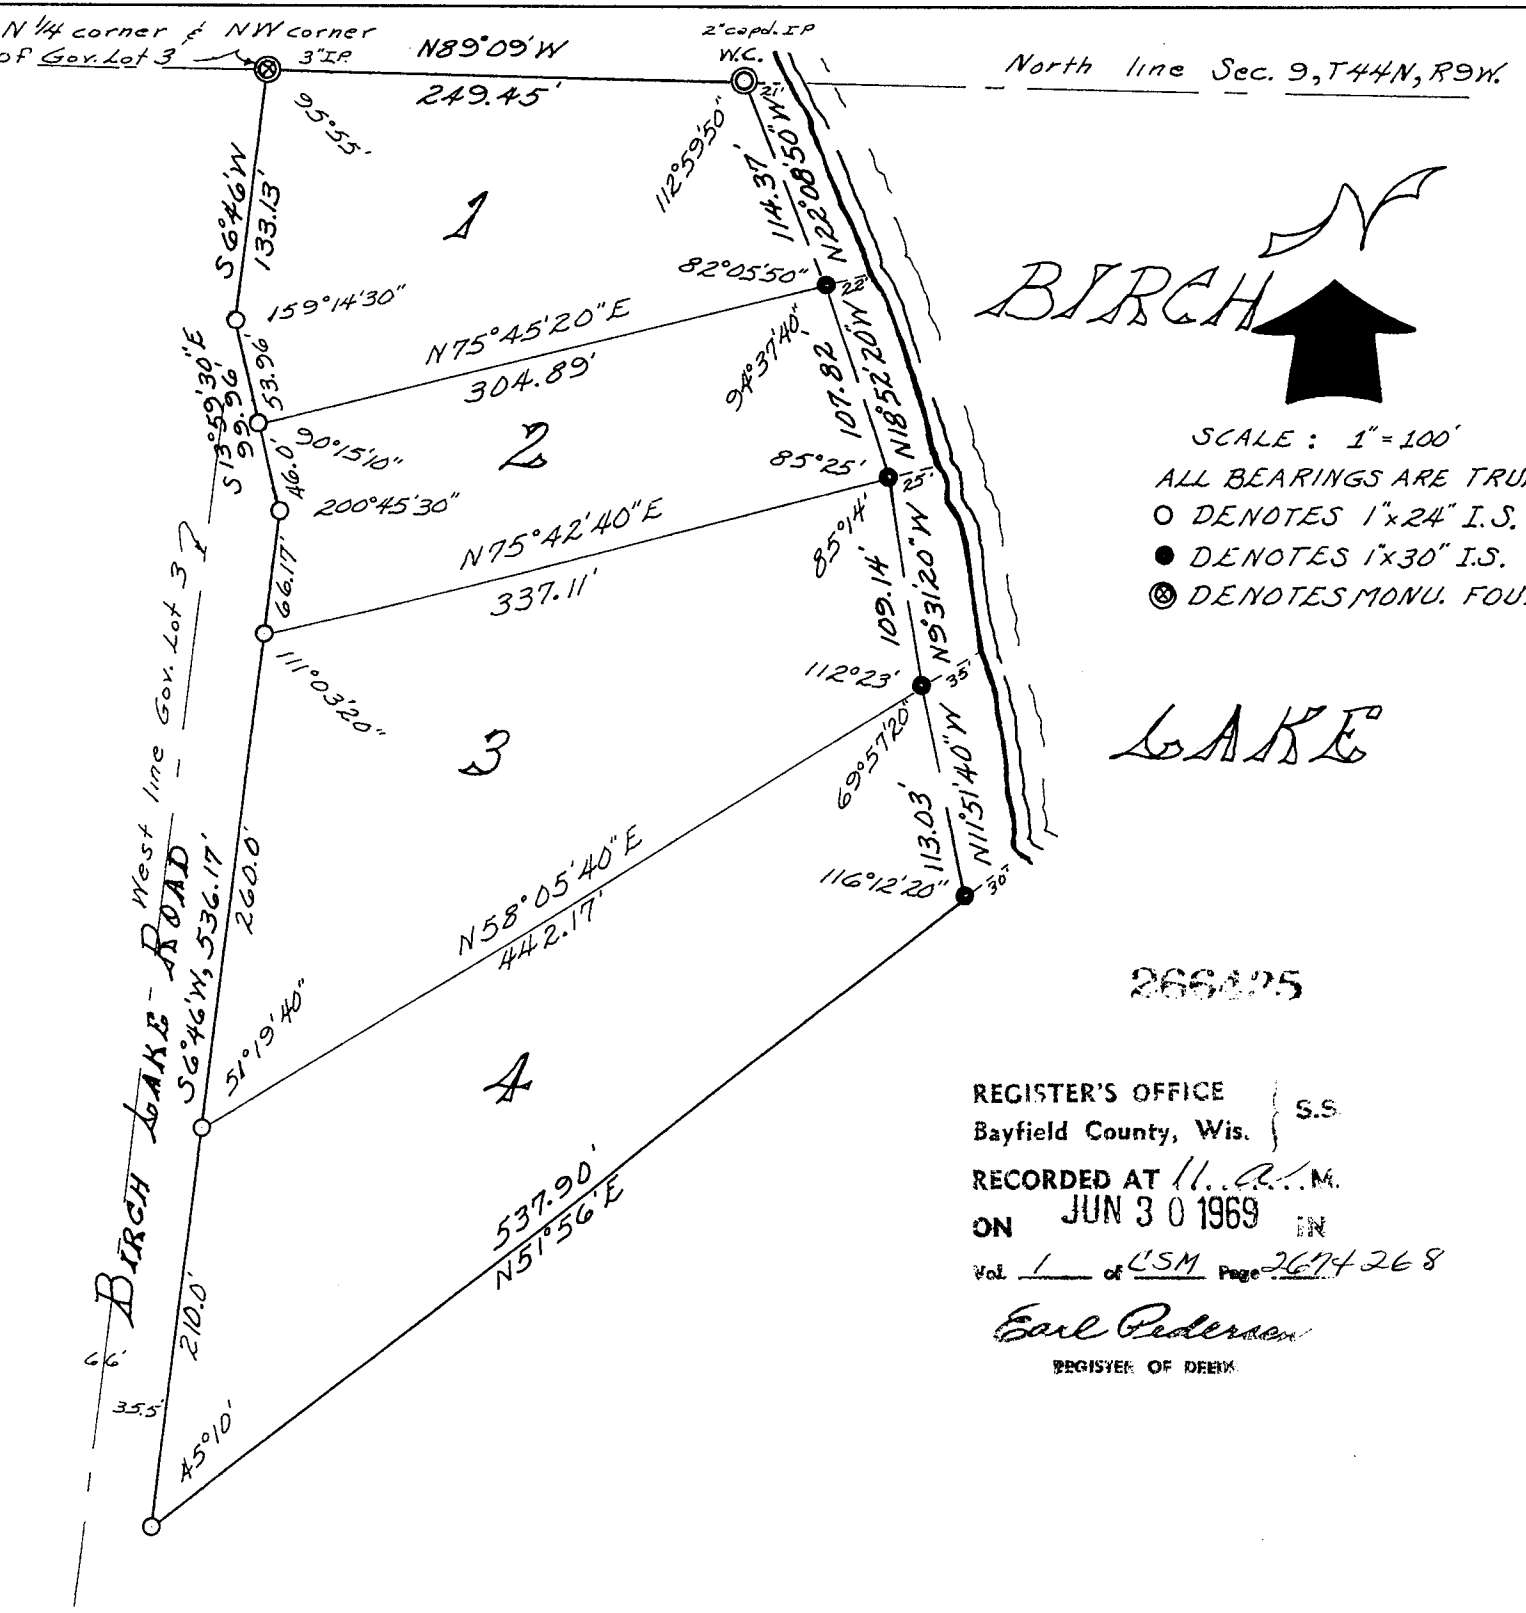 N 1/4 corner & NW corner
of Gov. Lot 3
3"IP.
N89°09'W
249.45'
2"capd. IP
W.C.
North line Sec. 9, T44N, R9W.
21'
95°55'
112°59'50"
S6°46'W
133.13'
1
114.37'
N22°08'50"W
82°05'50"
22'
159°14'30"
N75°45'20"E
304.89'
S13°59'30"E
99.96'
53.96'
94°37'40"
107.82
N18°52'20"W
90°15'10"
46.0'
2
85°25'
25'
200°45'30"
N75°42'40"E
337.11'
66.17'
85°14'
109.14'
N9°31'20"W
111°03'20"
112°23'
35'
West line Gov. Lot 3
3
69°57'20"
113.03'
N11°51'40"W
N58°05'40"E
442.17'
116°12'20"
30'
BIRCH LAKE ROAD
S6°46'W, 536.17'
260.0'
51°19'40"
4
537.90'
N51°56'E
210.0'
66'
35.5'
45°10'
N
BIRCH
SCALE : 1"=100'
ALL BEARINGS ARE TRU
DENOTES 1"x24" I.S.
DENOTES 1"x30" I.S.
DENOTES MONU. FOU
LAKE
REGISTER'S OFFICE
Bayfield County, Wis. } S.S.
RECORDED AT 11..a..M.
ON JUN 30 1969 IN
Vol. 1 of CSM Page 267+268
Earl Pedersen
REGISTER OF DEEDS